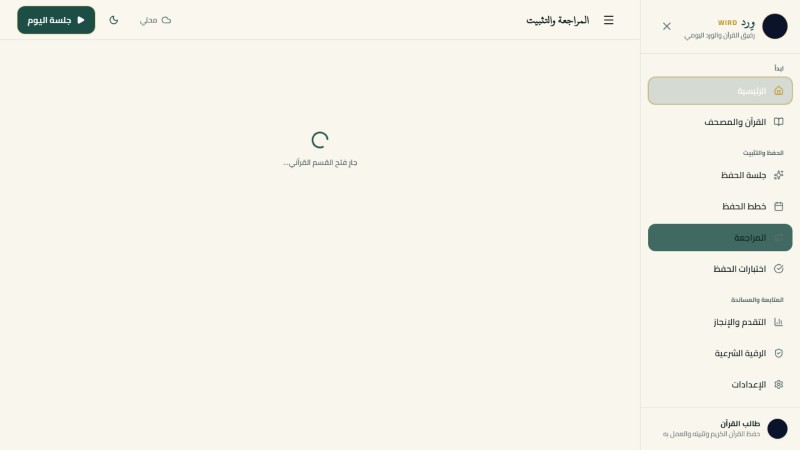 وِرد WIRD
رفيق القرآن والورد اليومي
المراجعة والتثبيت
محلي
جلسة اليوم
ابدأ
الرئيسية
القرآن والمصحف
الحفظ والتثبيت
جلسة الحفظ
خطط الحفظ
المراجعة
اختبارات الحفظ
المتابعة والمساندة
التقدم والإنجاز
الرقية الشرعية
الإعدادات
طالب القرآن
حفظ القرآن الكريم وتثبيته والعمل به
جارٍ فتح القسم القرآني...